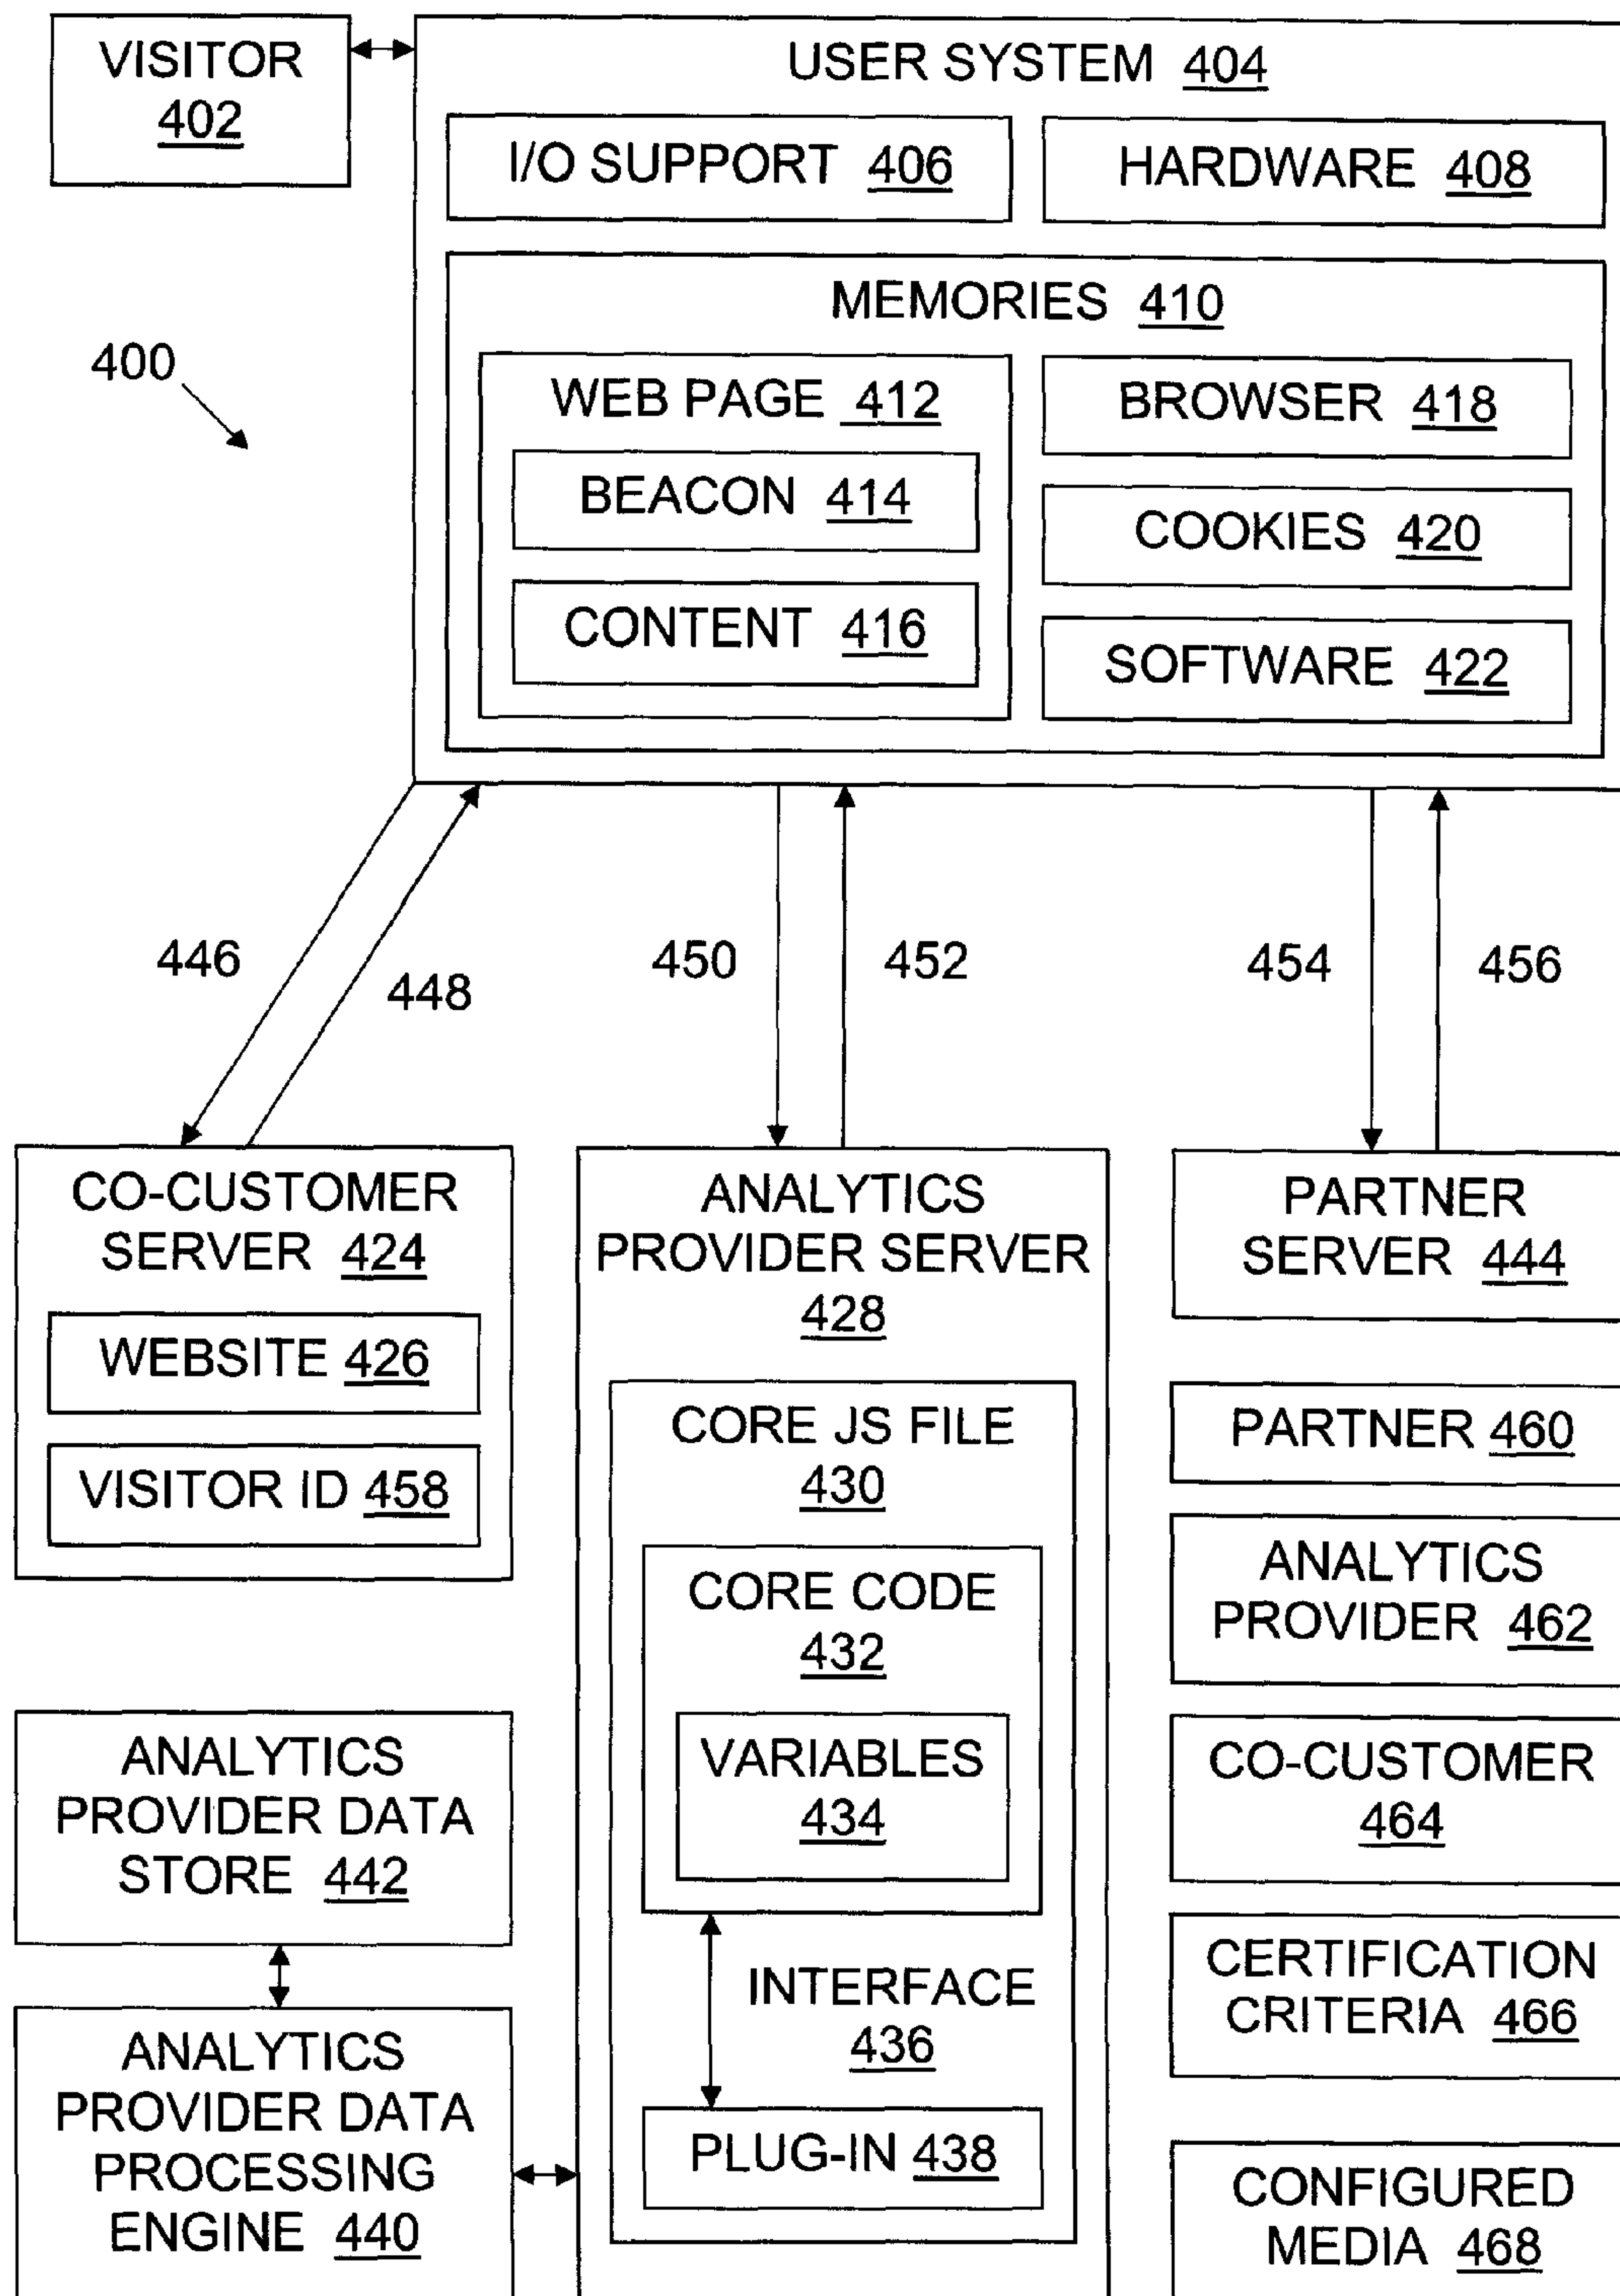 VISITOR
402
USER SYSTEM 404
I/O SUPPORT 406
HARDWARE 408
MEMORIES 410
400
WEB PAGE 412
BEACON 414
CONTENT 416
BROWSER 418
COOKIES 420
SOFTWARE 422
446
448
450
452
454
456
CO-CUSTOMER
SERVER 424
WEBSITE 426
VISITOR ID 458
ANALYTICS
PROVIDER DATA
STORE 442
ANALYTICS
PROVIDER DATA
PROCESSING
ENGINE 440
ANALYTICS
PROVIDER SERVER
428
CORE JS FILE
430
CORE CODE
432
VARIABLES
434
INTERFACE
436
PLUG-IN 438
PARTNER
SERVER 444
PARTNER 460
ANALYTICS
PROVIDER 462
CO-CUSTOMER
464
CERTIFICATION
CRITERIA 466
CONFIGURED
MEDIA 468